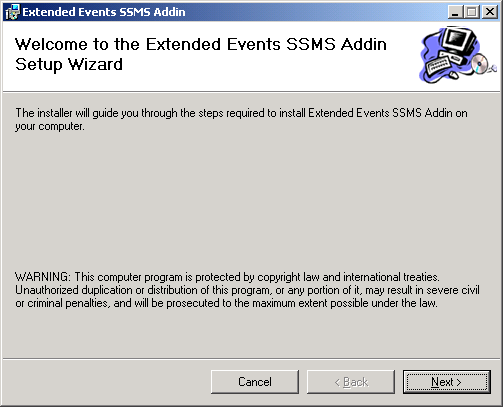 Extended Events SSMS Addin
Welcome to the Extended Events SSMS Addin
Setup Wizard
The installer will guide you through the steps required to install Extended Events SSMS Addin on
your computer.
WARNING: This computer program is protected by copyright law and international treaties.
Unauthorized duplication or distribution of this program, or any portion of it, may result in severe civil
or criminal penalties, and will be prosecuted to the maximum extent possible under the law.
Cancel
< Back
Next >